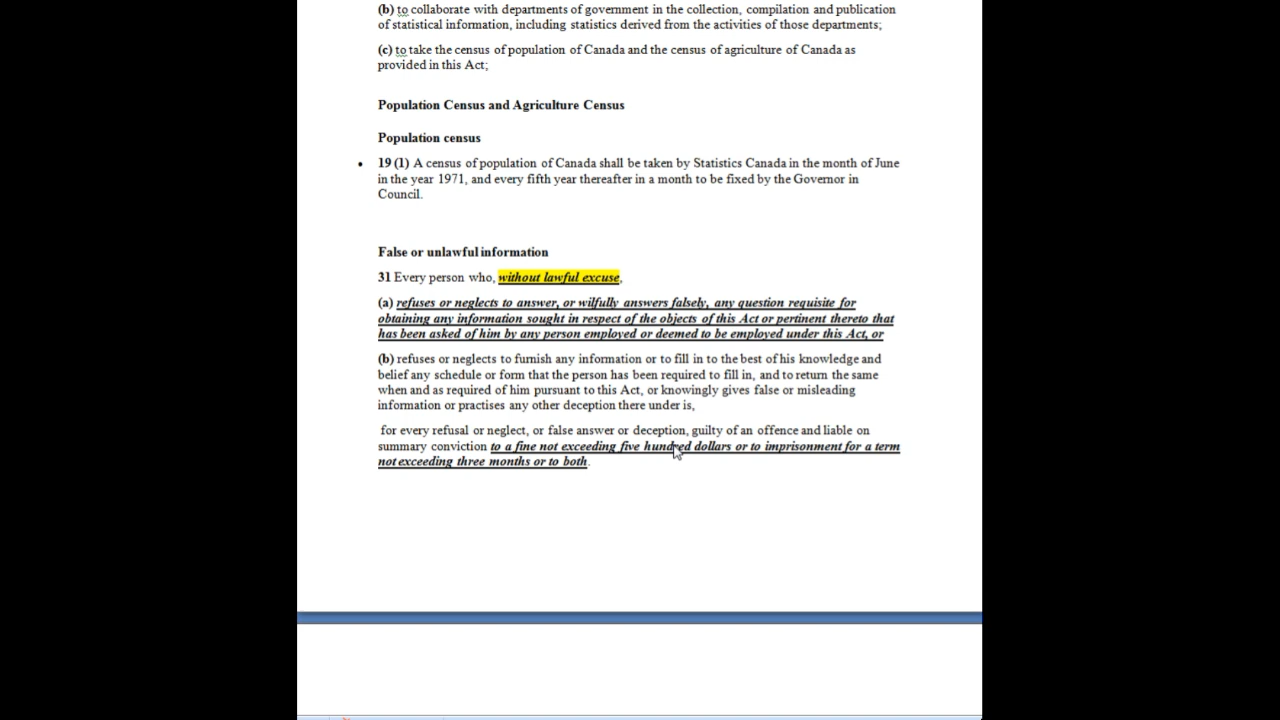 (b) to collaborate with departments of government in the collection, compilation and publication
of statistical information, including statistics derived from the activities of those departments;
(c) to take the census of population of Canada and the census of agriculture of Canada as
provided in this Act;
Population Census and Agriculture Census
Population census
• 19 (1) A census of population of Canada shall be taken by Statistics Canada in the month of June
in the year 1971, and every fifth year thereafter in a month to be fixed by the Governor in
Council.
False or unlawful information
31 Every person who, without lawful excuse,
(a) refuses or neglects to answer, or wilfully answers falsely, any question requisite for
obtaining any information sought in respect of the objects of this Act or pertinent thereto that
has been asked of him by any person employed or deemed to be employed under this Act, or
(b) refuses or neglects to furnish any information or to fill in to the best of his knowledge and
belief any schedule or form that the person has been required to fill in, and to return the same
when and as required of him pursuant to this Act, or knowingly gives false or misleading
information or practises any other deception there under is,
for every refusal or neglect, or false answer or deception, guilty of an offence and liable on
summary conviction to a fine not exceeding five hundred dollars or to imprisonment for a term
not exceeding three months or to both.